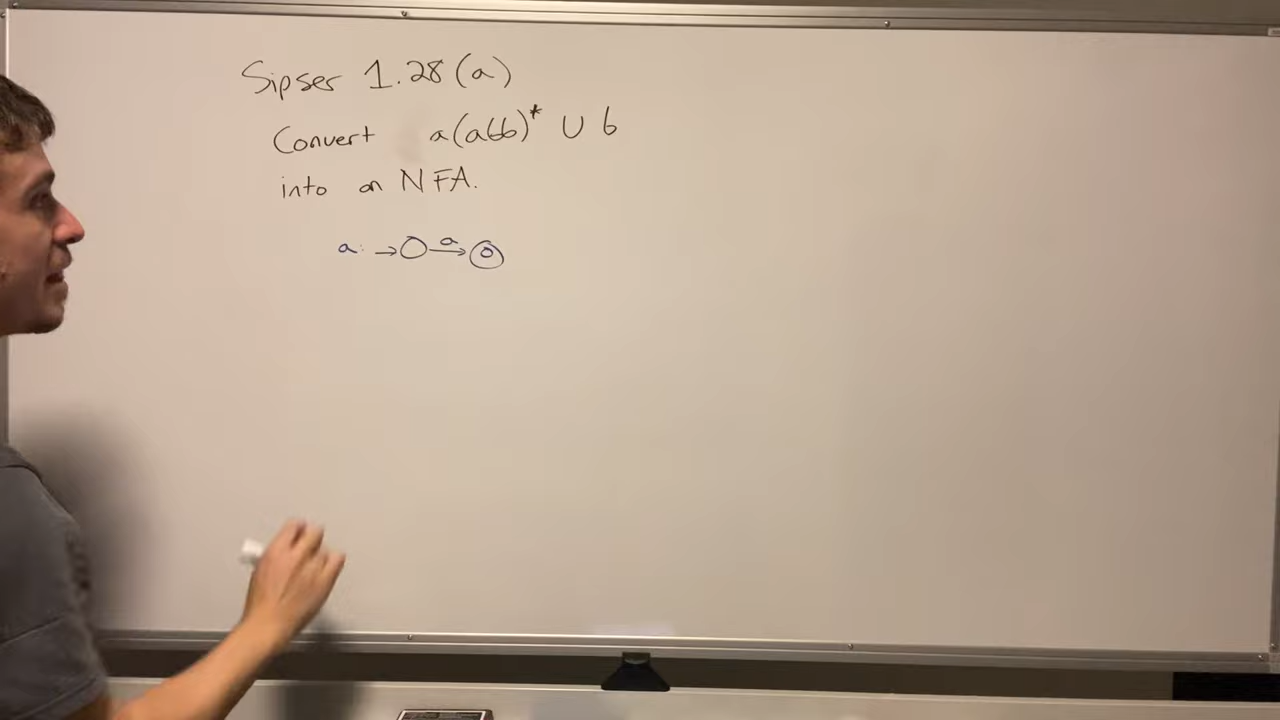 Sipser 1.28(a)
Convert a(abb)* ∪ b
into an NFA.
a: → a